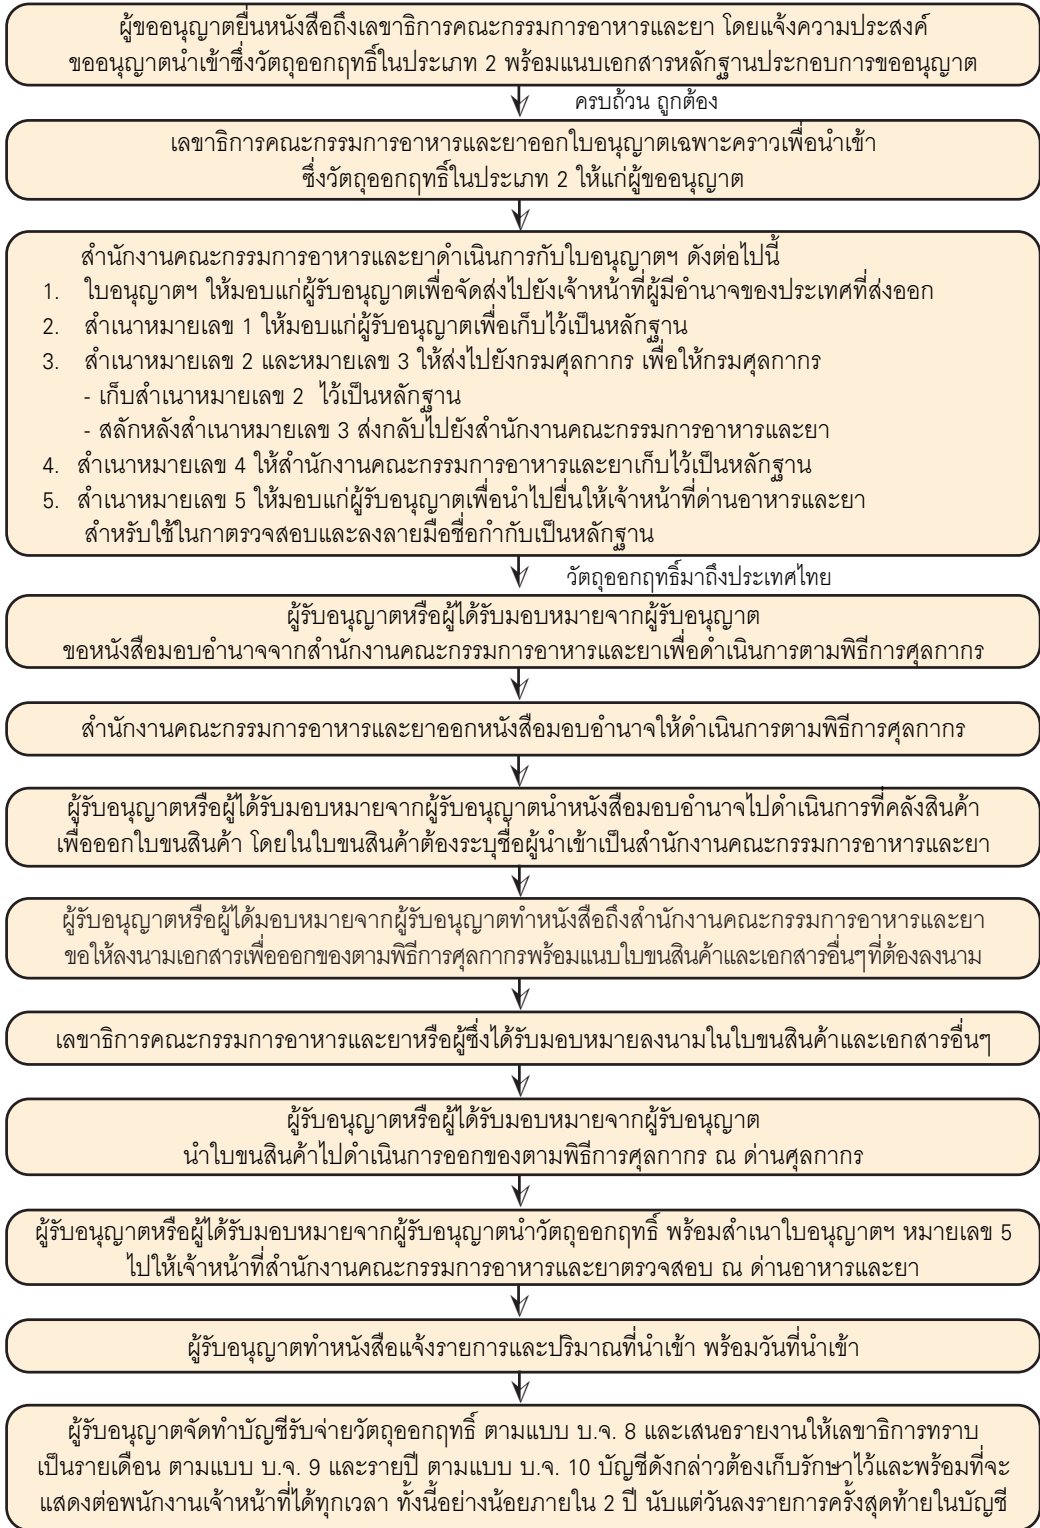 ผู้ขออนุญาตยื่นหนังสือถึงเลขาธิการคณะกรรมการอาหารและยา โดยแจ้งความประสงค์
ขออนุญาตนำเข้าซึ่งวัตถุออกฤทธิ์ในประเภท 2 พร้อมแนบเอกสารหลักฐานประกอบการขออนุญาต
ครบถ้วน ถูกต้อง
เลขาธิการคณะกรรมการอาหารและยาออกใบอนุญาตเฉพาะคราวเพื่อนำเข้า
ซึ่งวัตถุออกฤทธิ์ในประเภท 2 ให้แก่ผู้ขออนุญาต
สำนักงานคณะกรรมการอาหารและยาดำเนินการกับใบอนุญาตฯ ดังต่อไปนี้
1. ใบอนุญาตฯ ให้มอบแก่ผู้รับอนุญาตเพื่อจัดส่งไปยังเจ้าหน้าที่ผู้มีอำนาจของประเทศที่ส่งออก
2. สำเนาหมายเลข 1 ให้มอบแก่ผู้รับอนุญาตเพื่อเก็บไว้เป็นหลักฐาน
3. สำเนาหมายเลข 2 และหมายเลข 3 ให้ส่งไปยังกรมศุลกากร เพื่อให้กรมศุลกากร
- เก็บสำเนาหมายเลข 2 ไว้เป็นหลักฐาน
- สลักหลังสำเนาหมายเลข 3 ส่งกลับไปยังสำนักงานคณะกรรมการอาหารและยา
4. สำเนาหมายเลข 4 ให้สำนักงานคณะกรรมการอาหารและยาเก็บไว้เป็นหลักฐาน
5. สำเนาหมายเลข 5 ให้มอบแก่ผู้รับอนุญาตเพื่อนำไปยื่นให้เจ้าหน้าที่ด่านอาหารและยา
สำหรับใช้ในกาตรวจสอบและลงลายมือชื่อกำกับเป็นหลักฐาน
วัตถุออกฤทธิ์มาถึงประเทศไทย
ผู้รับอนุญาตหรือผู้ได้รับมอบหมายจากผู้รับอนุญาต
ขอหนังสือมอบอำนาจจากสำนักงานคณะกรรมการอาหารและยาเพื่อดำเนินการตามพิธีการศุลกากร
สำนักงานคณะกรรมการอาหารและยาออกหนังสือมอบอำนาจให้ดำเนินการตามพิธีการศุลกากร
ผู้รับอนุญาตหรือผู้ได้รับมอบหมายจากผู้รับอนุญาตนำหนังสือมอบอำนาจไปดำเนินการที่คลังสินค้า
เพื่อออกใบขนสินค้า โดยในใบขนสินค้าต้องระบุชื่อผู้นำเข้าเป็นสำนักงานคณะกรรมการอาหารและยา
ผู้รับอนุญาตหรือผู้ได้มอบหมายจากผู้รับอนุญาตทำหนังสือถึงสำนักงานคณะกรรมการอาหารและยา
ขอให้ลงนามเอกสารเพื่อออกของตามพิธีการศุลกากรพร้อมแนบใบขนสินค้าและเอกสารอื่นๆที่ต้องลงนาม
เลขาธิการคณะกรรมการอาหารและยาหรือผู้ซึ่งได้รับมอบหมายลงนามในใบขนสินค้าและเอกสารอื่นๆ
ผู้รับอนุญาตหรือผู้ได้รับมอบหมายจากผู้รับอนุญาต
นำใบขนสินค้าไปดำเนินการออกของตามพิธีการศุลกากร ณ ด่านศุลกากร
ผู้รับอนุญาตหรือผู้ได้รับมอบหมายจากผู้รับอนุญาตนำวัตถุออกฤทธิ์ พร้อมสำเนาใบอนุญาตฯ หมายเลข 5
ไปให้เจ้าหน้าที่สำนักงานคณะกรรมการอาหารและยาตรวจสอบ ณ ด่านอาหารและยา
ผู้รับอนุญาตทำหนังสือแจ้งรายการและปริมาณที่นำเข้า พร้อมวันที่นำเข้า
ผู้รับอนุญาตจัดทำบัญชีรับจ่ายวัตถุออกฤทธิ์ ตามแบบ บ.จ. 8 และเสนอรายงานให้เลขาธิการทราบ
เป็นรายเดือน ตามแบบ บ.จ. 9 และรายปี ตามแบบ บ.จ. 10 บัญชีดังกล่าวต้องเก็บรักษาไว้และพร้อมที่จะ
แสดงต่อพนักงานเจ้าหน้าที่ได้ทุกเวลา ทั้งนี้อย่างน้อยภายใน 2 ปี นับแต่วันลงรายการครั้งสุดท้ายในบัญชี